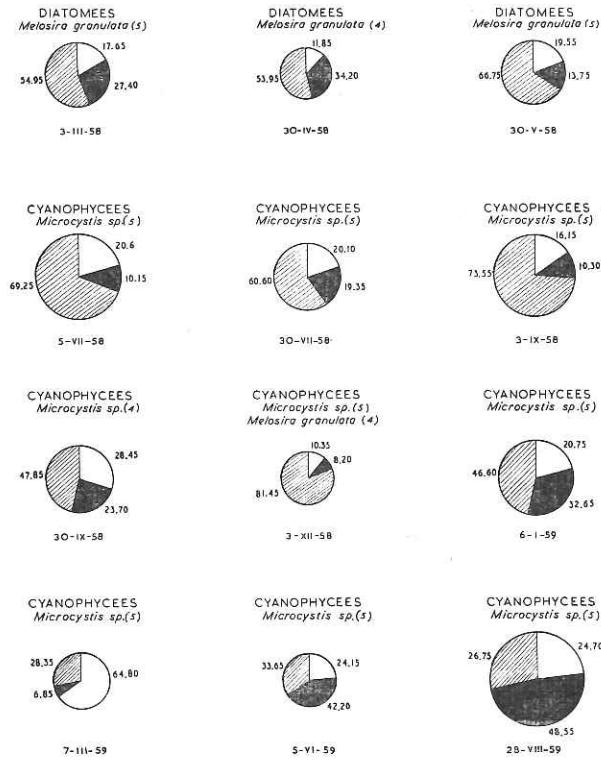 DIATOMEES
Melosira granulata (5)
17.65
54.95
27,40
3-III-58
DIATOMEES
Melosira granulata (4)
11,85
53,95
34,20
30-IV-58
DIATOMEES
Melosira granulata (5)
19,55
66,75
13,75
30-V-58
CYANOPHYCEES
Microcystis sp.(5)
20,6
10,15
69,25
5-VII-58
CYANOPHYCEES
Microcystis sp.(5)
20,10
60,60
19,35
30-VII-58
CYANOPHYCEES
Microcystis sp.(5)
16,15
73,55
10,30
3-IX-58
CYANOPHYCEES
Microcystis sp.(4)
28,45
47,85
23,70
30-IX-58
CYANOPHYCEES
Microcystis sp.(5)
Melosira granulata (4)
10,35
8,20
81,45
3-XII-58
CYANOPHYCEES
Microcystis sp.(5)
20,75
46,60
32,65
6-I-59
CYANOPHYCEES
Microcystis sp.(5)
28,35
64,80
6,85
7-III-59
CYANOPHYCEES
Microcystis sp.(5)
33,65
24,15
42,20
5-VI-59
CYANOPHYCEES
Microcystis sp.(5)
24,70
26,75
48,55
28-VIII-59